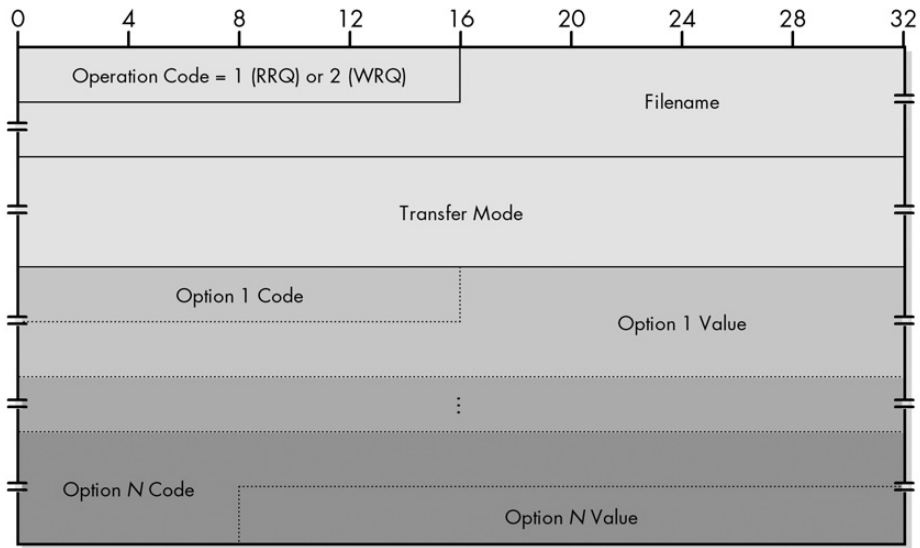 0 4 8 12 16 20 24 28 32
Operation Code = 1 (RRQ) or 2 (WRQ)
Filename
Transfer Mode
Option 1 Code
Option 1 Value
⋮
Option N Code
Option N Value